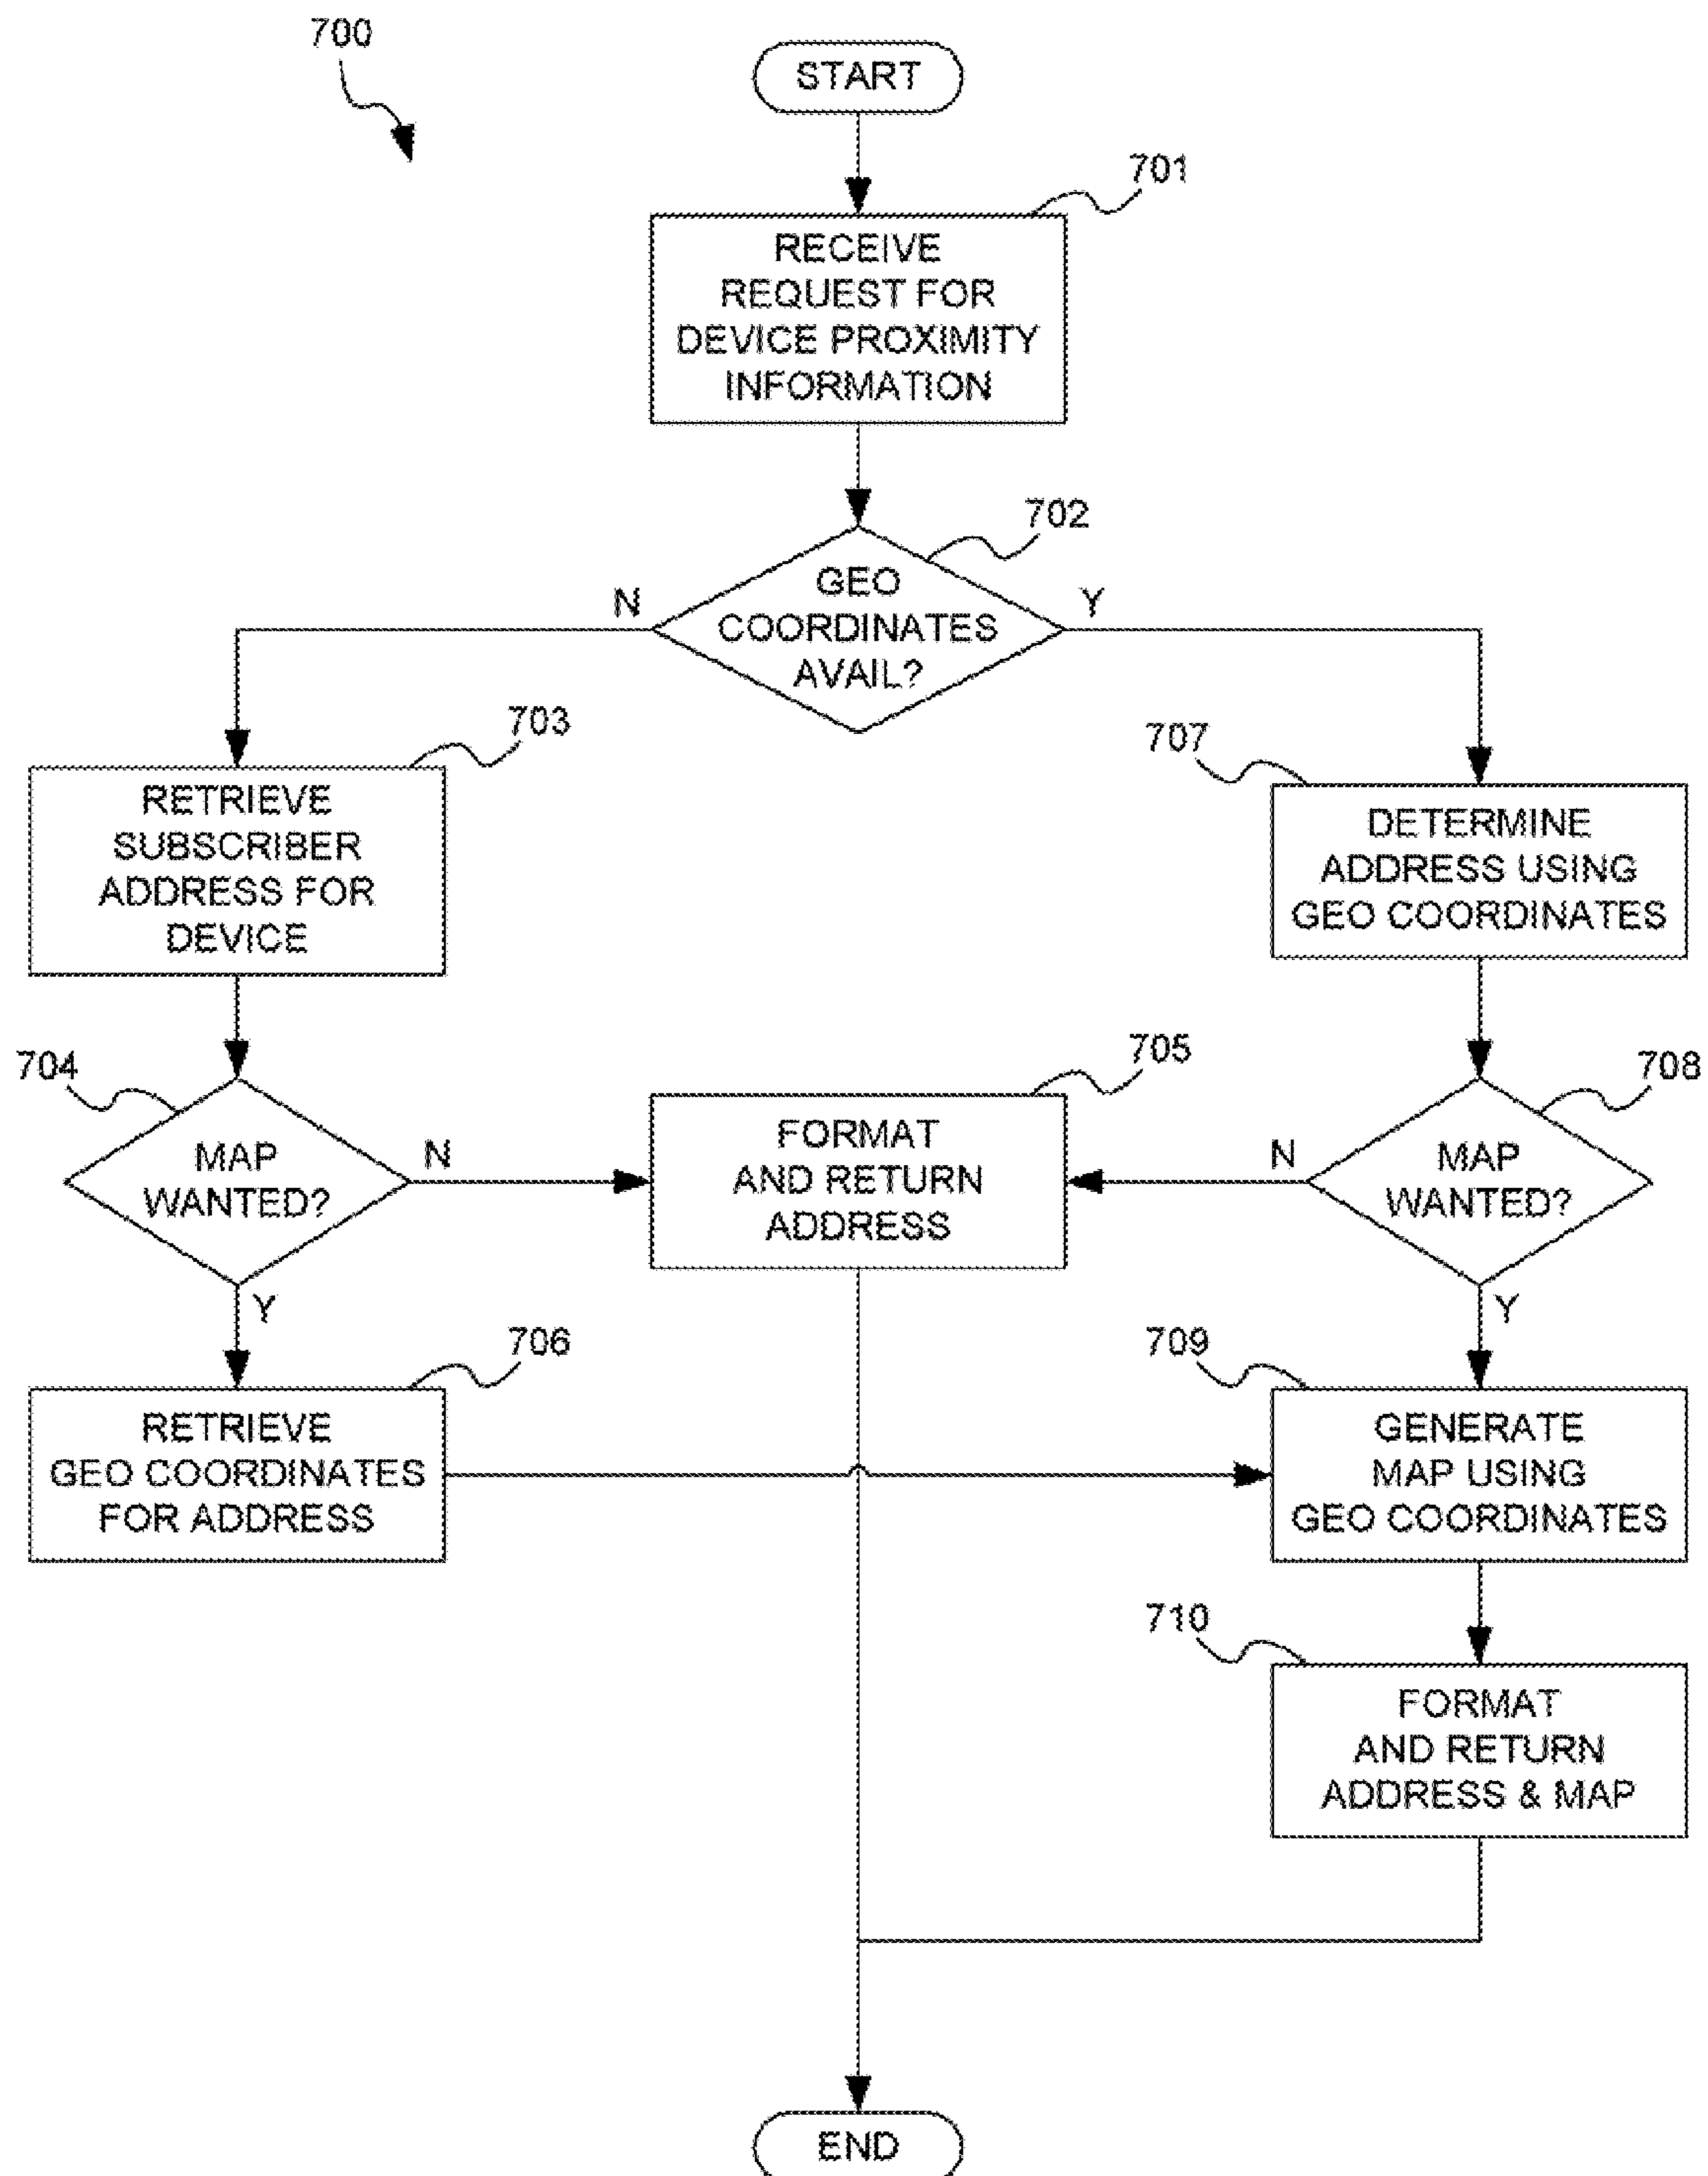 700
START
701
RECEIVE
REQUEST FOR
DEVICE PROXIMITY
INFORMATION
702
GEO
COORDINATES
AVAIL?
N
Y
703
RETRIEVE
SUBSCRIBER
ADDRESS FOR
DEVICE
707
DETERMINE
ADDRESS USING
GEO COORDINATES
704
MAP
WANTED?
N
Y
705
FORMAT
AND RETURN
ADDRESS
708
MAP
WANTED?
N
Y
706
RETRIEVE
GEO COORDINATES
FOR ADDRESS
709
GENERATE
MAP USING
GEO COORDINATES
710
FORMAT
AND RETURN
ADDRESS & MAP
END